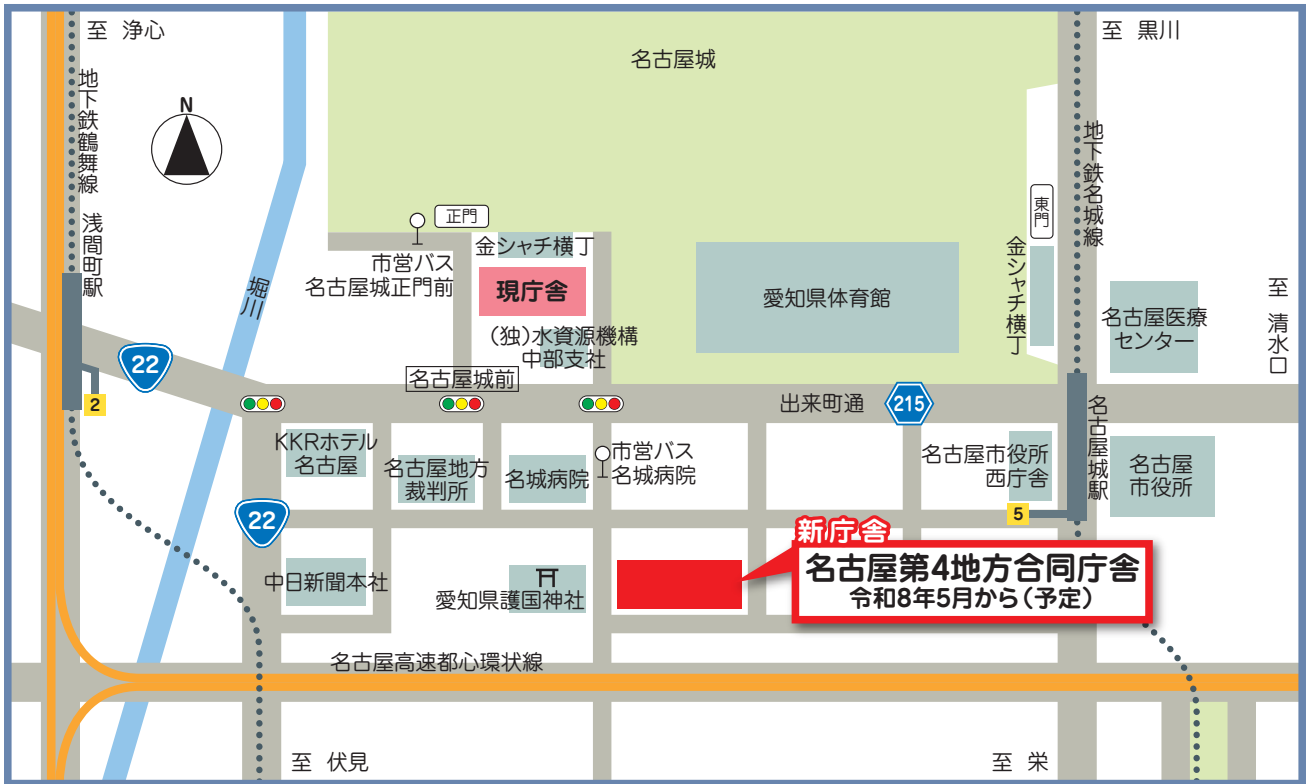 至 浄心
名古屋城
至 黒川
地下鉄鶴舞線
N
地下鉄名城線
浅間町駅
正門
東門
金シャチ横丁
市営バス
名古屋城正門前
現庁舎
堀川
愛知県体育館
金シャチ横丁
名古屋医療
センター
至 清水口
(独)水資源機構
中部支社
22
名古屋城前
2
出来町通
215
名古屋城駅
KKRホテル
名古屋
名古屋地方
裁判所
名城病院
市営バス
名城病院
名古屋市役所
西庁舎
名古屋
市役所
22
5
新庁舎
名古屋第4地方合同庁舎
令和8年5月から(予定)
中日新聞本社
愛知県護国神社
名古屋高速都心環状線
至 伏見
至 栄